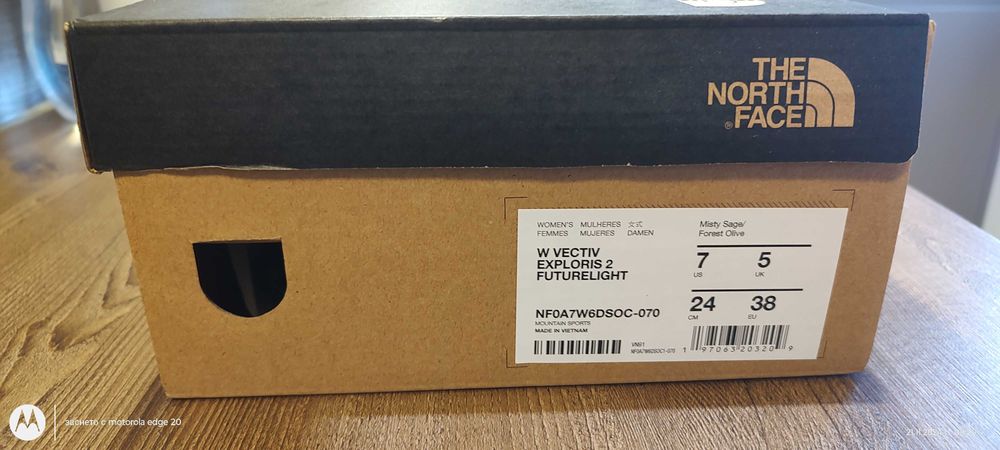 THE
NORTH
FACE
WOMEN'S MULHERES 女式
FEMMES MUJERES DAMEN
Misty Sage/
Forest Olive
W VECTIV
EXPLORIS 2
FUTURELIGHT
7 5
US UK
24 38
CM EU
NF0A7W6DSOC-070
MOUNTAIN SPORTS
MADE IN VIETNAM
VNB1
1 97063 20320 9
заснето с motorola edge 20